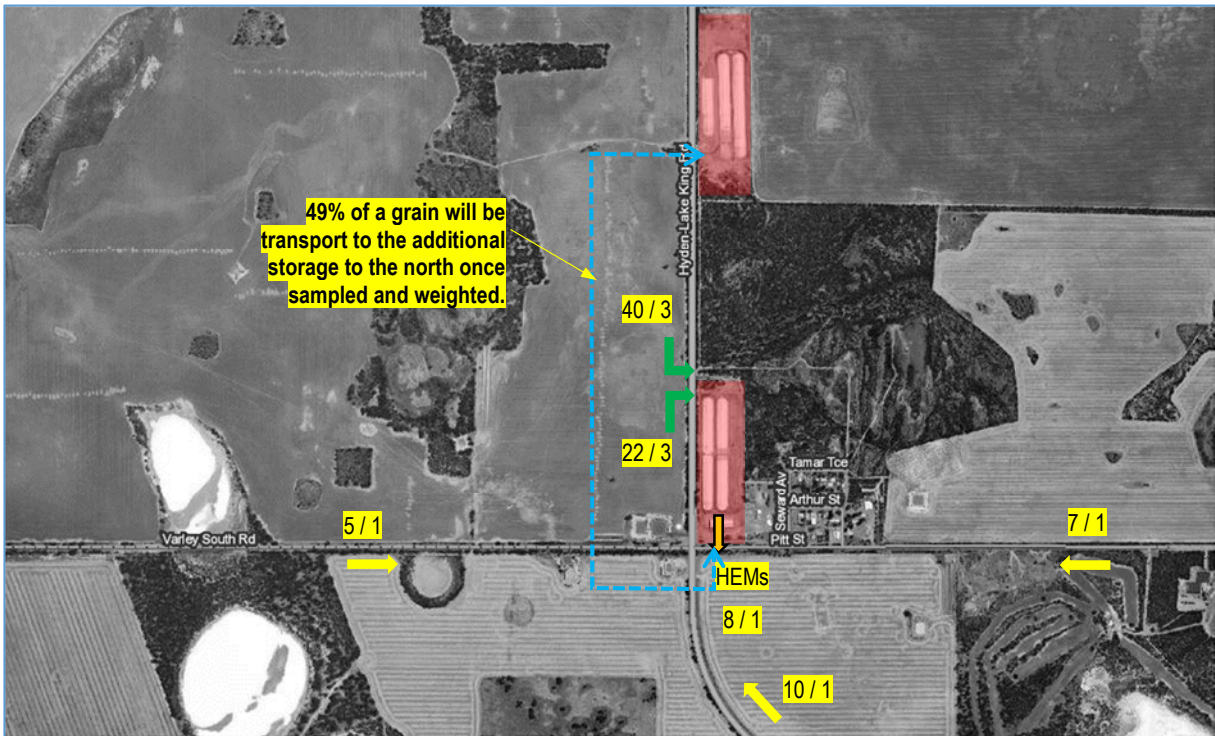 Hyden-Lake King Rd
49% of a grain will be
transport to the additional
storage to the north once
sampled and weighted.
40 / 3
22 / 3
Tamar Tce
Seward Av
Arthur St
Pitt St
Varley South Rd
5 / 1
7 / 1
HEMs
8 / 1
10 / 1